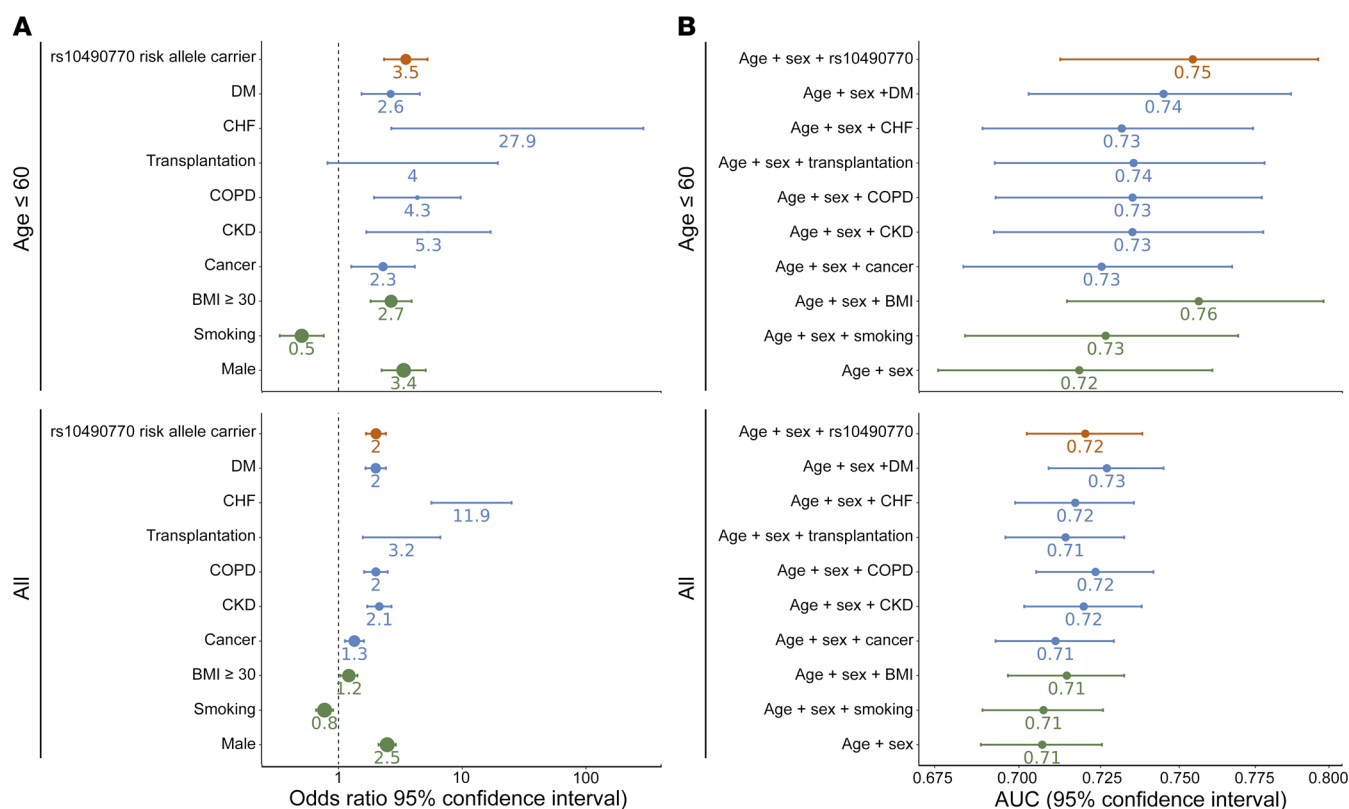 A
B
Age ≤ 60
rs10490770 risk allele carrier
3.5
DM
2.6
CHF
27.9
Transplantation
4
COPD
4.3
CKD
5.3
Cancer
2.3
BMI ≥ 30
2.7
Smoking
0.5
Male
3.4
All
rs10490770 risk allele carrier
2
DM
2
CHF
11.9
Transplantation
3.2
COPD
2
CKD
2.1
Cancer
1.3
BMI ≥ 30
1.2
Smoking
0.8
Male
2.5
1 10 100
Odds ratio 95% confidence interval)
Age ≤ 60
Age + sex + rs10490770
0.75
Age + sex +DM
0.74
Age + sex + CHF
0.73
Age + sex + transplantation
0.74
Age + sex + COPD
0.73
Age + sex + CKD
0.73
Age + sex + cancer
0.73
Age + sex + BMI
0.76
Age + sex + smoking
0.73
Age + sex
0.72
All
Age + sex + rs10490770
0.72
Age + sex +DM
0.73
Age + sex + CHF
0.72
Age + sex + transplantation
0.71
Age + sex + COPD
0.72
Age + sex + CKD
0.72
Age + sex + cancer
0.71
Age + sex + BMI
0.71
Age + sex + smoking
0.71
Age + sex
0.71
0.675 0.700 0.725 0.750 0.775 0.800
AUC (95% confidence interval)